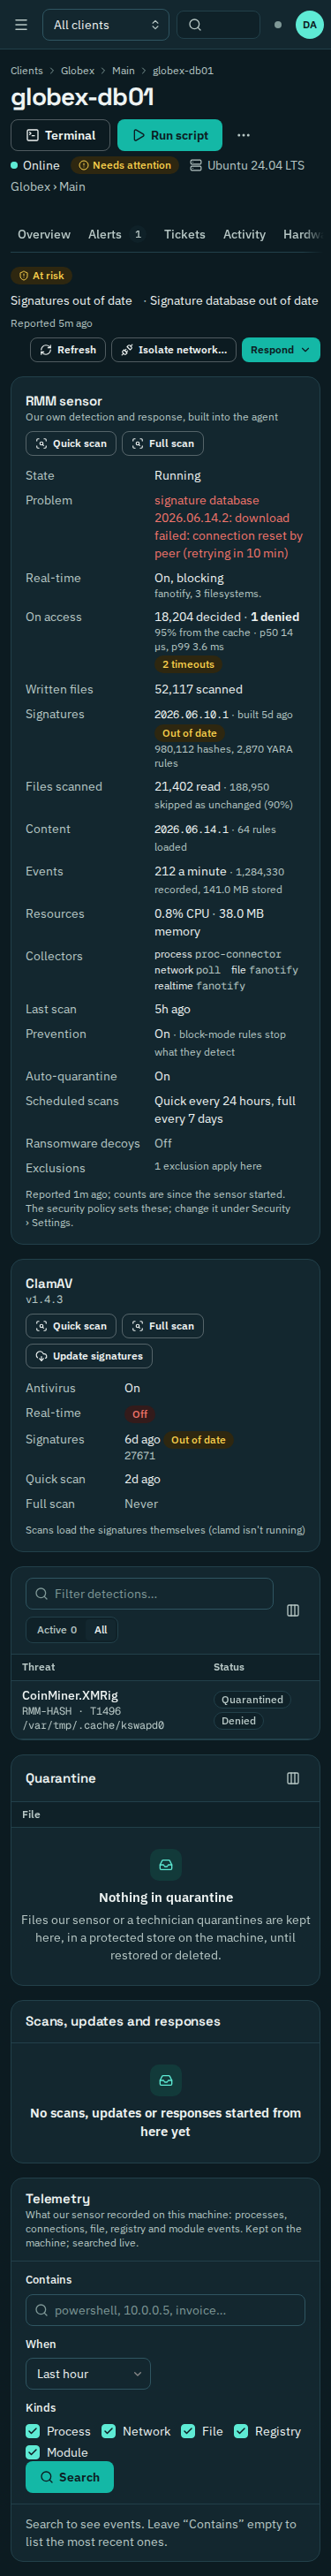 All clients
DA
Clients > Globex > Main > globex-db01
globex-db01
Terminal
Run script
Online
Needs attention
Ubuntu 24.04 LTS
Globex › Main
Overview
Alerts 1
Tickets
Activity
Hardw
At risk
Signatures out of date · Signature database out of date
Reported 5m ago
Refresh
Isolate network...
Respond
RMM sensor
Our own detection and response, built into the agent
Quick scan
Full scan
State
Running
Problem
signature database
2026.06.14.2: download
failed: connection reset by
peer (retrying in 10 min)
Real-time
On, blocking
fanotify, 3 filesystems.
On access
18,204 decided · 1 denied
95% from the cache · p50 14
µs, p99 3.6 ms
2 timeouts
Written files
52,117 scanned
Signatures
2026.06.10.1 · built 5d ago
Out of date
980,112 hashes, 2,870 YARA
rules
Files scanned
21,402 read · 188,950
skipped as unchanged (90%)
Content
2026.06.14.1 · 64 rules
loaded
Events
212 a minute · 1,284,330
recorded, 141.0 MB stored
Resources
0.8% CPU · 38.0 MB
memory
Collectors
process proc-connector
network poll file fanotify
realtime fanotify
Last scan
5h ago
Prevention
On · block-mode rules stop
what they detect
Auto-quarantine
On
Scheduled scans
Quick every 24 hours, full
every 7 days
Ransomware decoys
Off
Exclusions
1 exclusion apply here
Reported 1m ago; counts are since the sensor started.
The security policy sets these; change it under Security
› Settings.
ClamAV
v1.4.3
Quick scan
Full scan
Update signatures
Antivirus
On
Real-time
Off
Signatures
6d ago Out of date
27671
Quick scan
2d ago
Full scan
Never
Scans load the signatures themselves (clamd isn't running)
Filter detections...
Active 0
All
Threat
Status
CoinMiner.XMRig
RMM-HASH · T1496
/var/tmp/.cache/kswapd0
Quarantined
Denied
Quarantine
File
Nothing in quarantine
Files our sensor or a technician quarantines are kept
here, in a protected store on the machine, until
restored or deleted.
Scans, updates and responses
No scans, updates or responses started from
here yet
Telemetry
What our sensor recorded on this machine: processes,
connections, file, registry and module events. Kept on the
machine; searched live.
Contains
powershell, 10.0.0.5, invoice...
When
Last hour
Kinds
Process
Network
File
Registry
Module
Search
Search to see events. Leave “Contains” empty to
list the most recent ones.